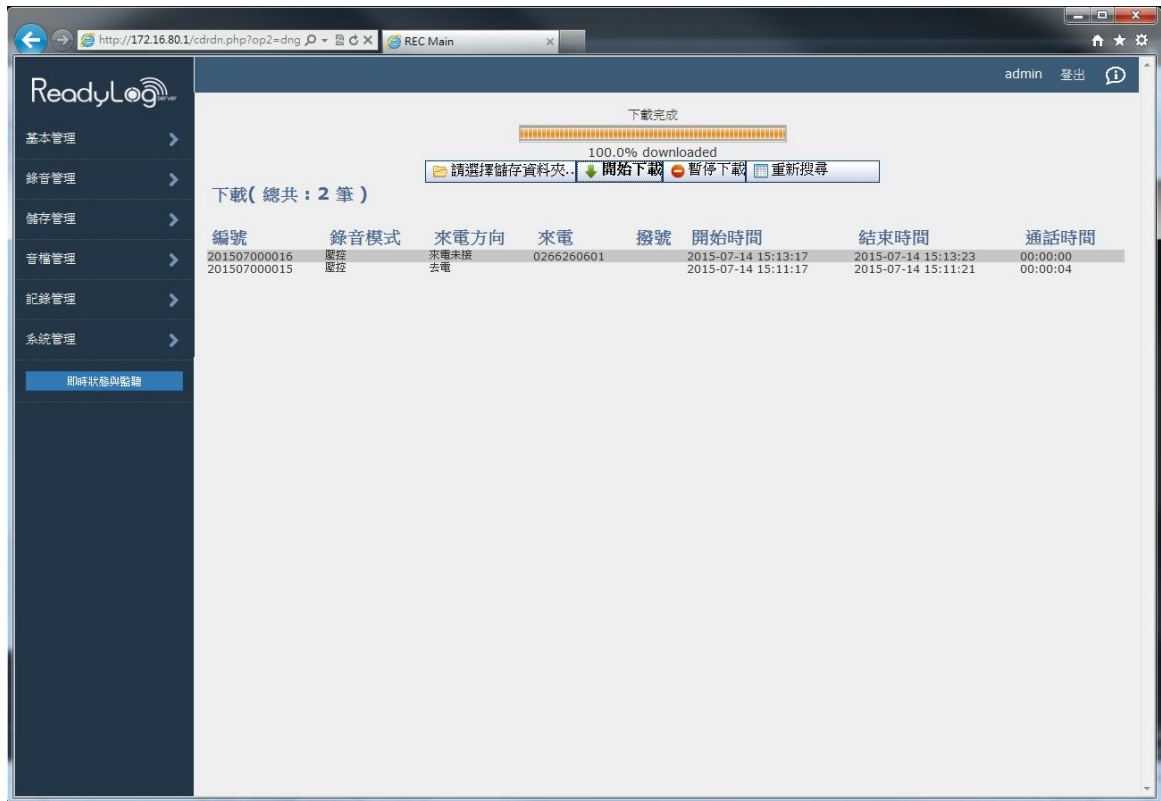 http://172.16.80.1/cdrdn.php?op2=dng
REC Main
ReadyLog server
admin 登出
基本管理
錄音管理
儲存管理
音檔管理
記錄管理
系統管理
即時狀態與監聽
下載完成
100.0% downloaded
請選擇儲存資料夾.. 開始下載 暫停下載 重新搜尋
下載( 總共 : 2 筆 )
編號 錄音模式 來電方向 來電 撥號 開始時間 結束時間 通話時間
201507000016 壓控 來電未接 0266260601 2015-07-14 15:13:17 2015-07-14 15:13:23 00:00:00
201507000015 壓控 去電 2015-07-14 15:11:17 2015-07-14 15:11:21 00:00:04